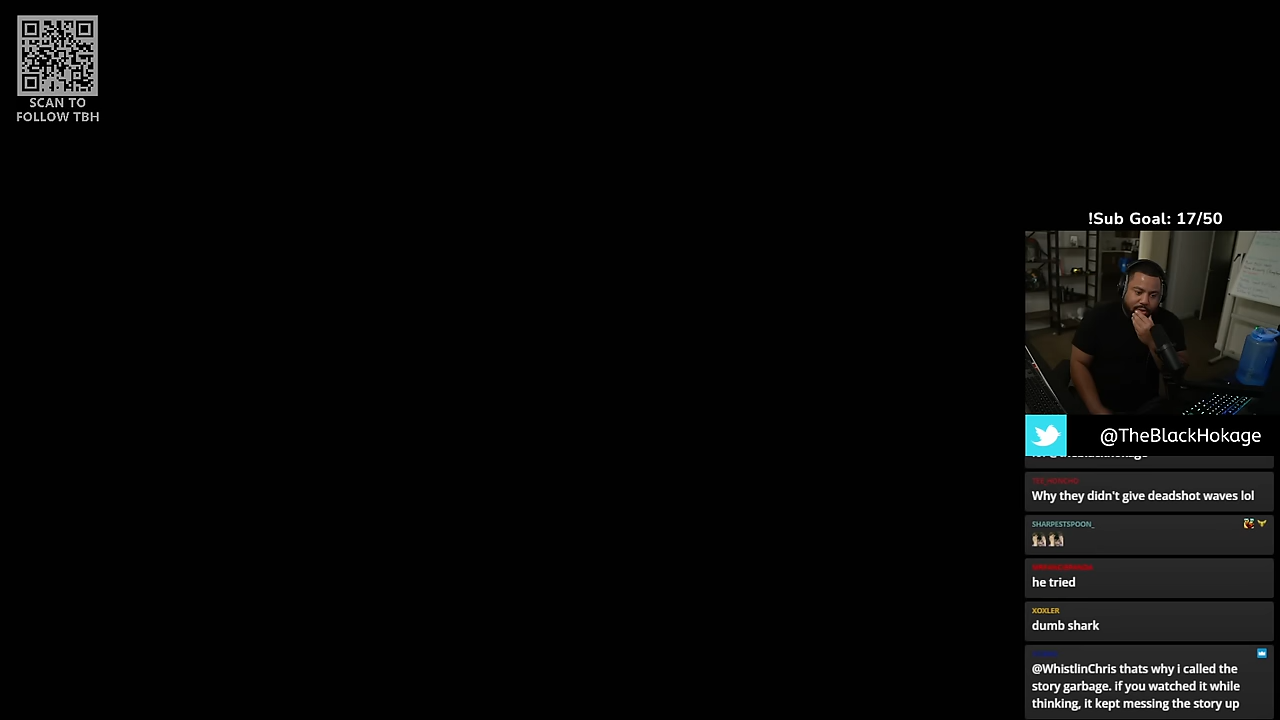 SCAN TO
FOLLOW TBH
!Sub Goal: 17/50
@TheBlackHokage
Why they didn't give deadshot waves lol
SHARPESTSPOON_
he tried
XOXLER
dumb shark
@WhistlinChris thats why i called the
story garbage. if you watched it while
thinking, it kept messing the story up